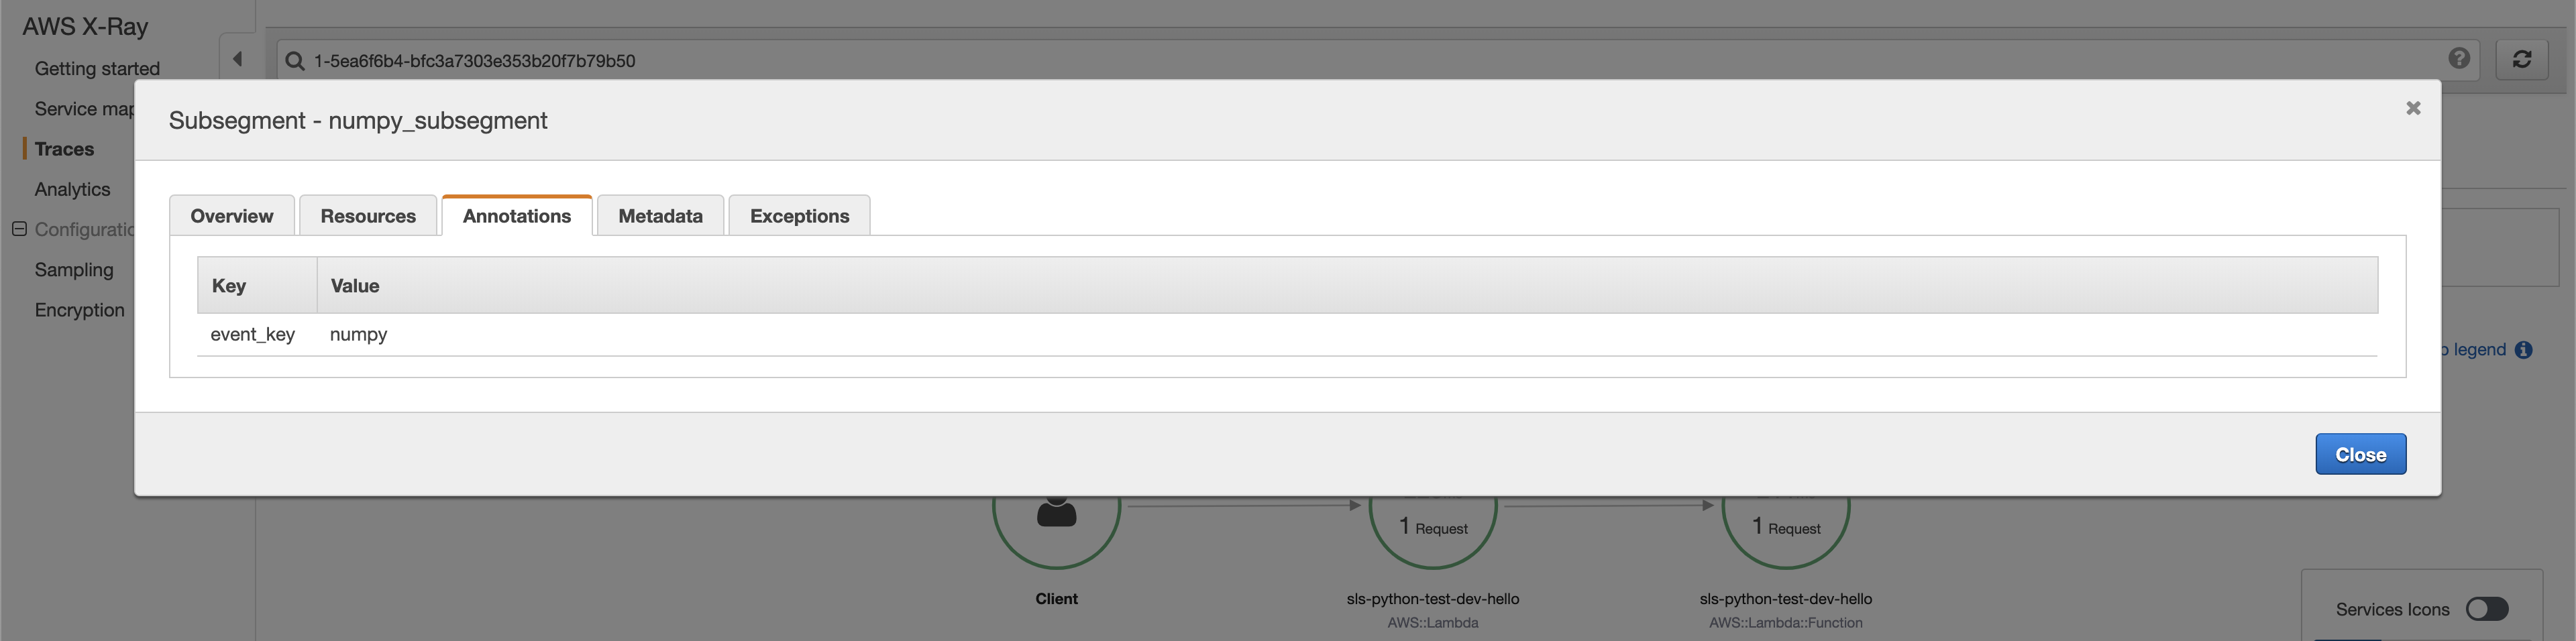 AWS X-Ray
Getting started
Service map
Traces
Analytics
Configuratio
Sampling
Encryption
1-5ea6f6b4-bfc3a7303e353b20f7b79b50
Subsegment - numpy_subsegment
Overview
Resources
Annotations
Metadata
Exceptions
Key Value
event_key numpy
legend
Close
1 Request
1 Request
Client
sls-python-test-dev-hello
AWS::Lambda
sls-python-test-dev-hello
AWS::Lambda::Function
Services Icons